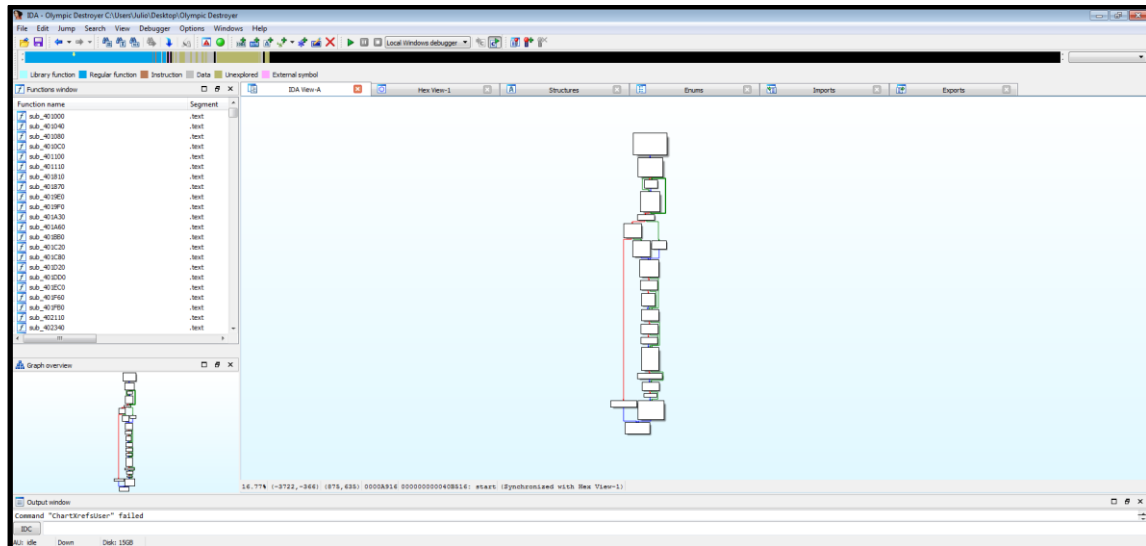 IDA - Olympic Destroyer C:\Users\Julio\Desktop\Olympic Destroyer
File Edit Jump Search View Debugger Options Windows Help
Local Windows debugger
Library function Regular function Instruction Data Unexplored External symbol
Functions window
IDA View-A Hex View-1 Structures Enums Imports Exports
Function name Segment
sub_401000 .text
sub_401040 .text
sub_401080 .text
sub_4010C0 .text
sub_401100 .text
sub_401110 .text
sub_401810 .text
sub_401870 .text
sub_4019E0 .text
sub_4019F0 .text
sub_401A30 .text
sub_401A60 .text
sub_401BB0 .text
sub_401C20 .text
sub_401C80 .text
sub_401D20 .text
sub_401DD0 .text
sub_401EC0 .text
sub_401F60 .text
sub_401FB0 .text
sub_402110 .text
sub_402340 .text
Graph overview
16.77% (-3722,-366) (875,635) 0000A916 000000000040B516: start (Synchronized with Hex View-1)
Output window
Command "ChartXrefsUser" failed
IDC
AU: idle Down Disk: 15GB